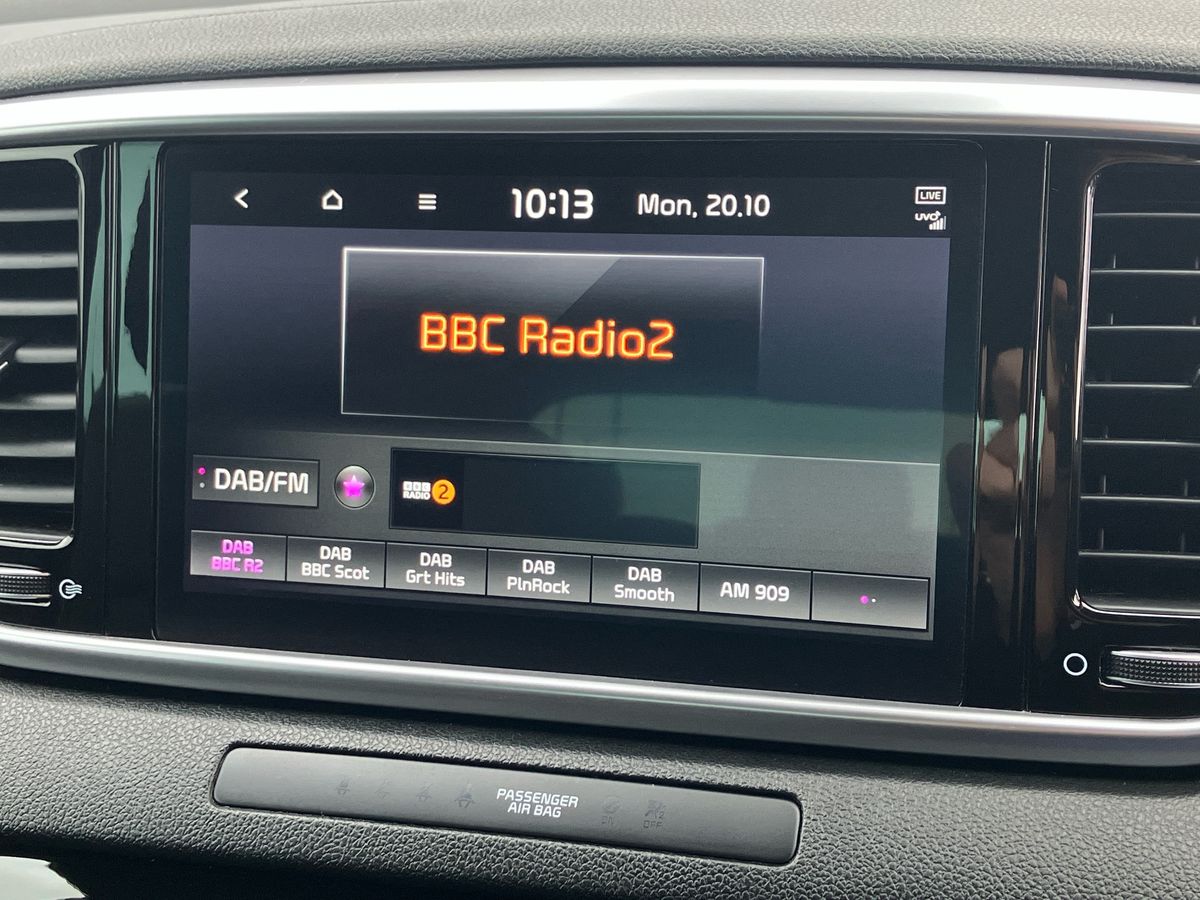 10:13 Mon, 20.10
LIVE
UVO
BBC Radio2
DAB/FM
BBC
RADIO 2
DAB
BBC R2
DAB
BBC Scot
DAB
Grt Hits
DAB
PlnRock
DAB
Smooth
AM 909
PASSENGER
AIR BAG
OFF